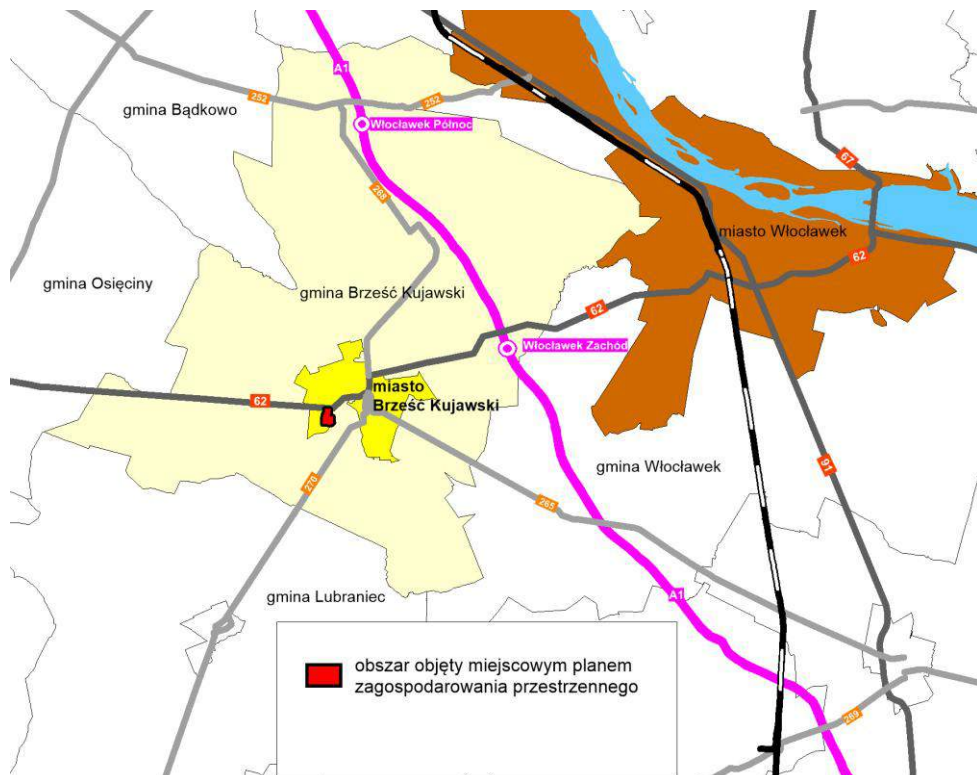 A1
252
252
gmina Bądkowo
Włocławek Północ
67
268
miasto Włocławek
62
gmina Osięciny
gmina Brześć Kujawski
62
Włocławek Zachód
miasto
Brześć Kujawski
62
gmina Włocławek
91
270
265
A1
gmina Lubraniec
obszar objęty miejscowym planem
zagospodarowania przestrzennego
269